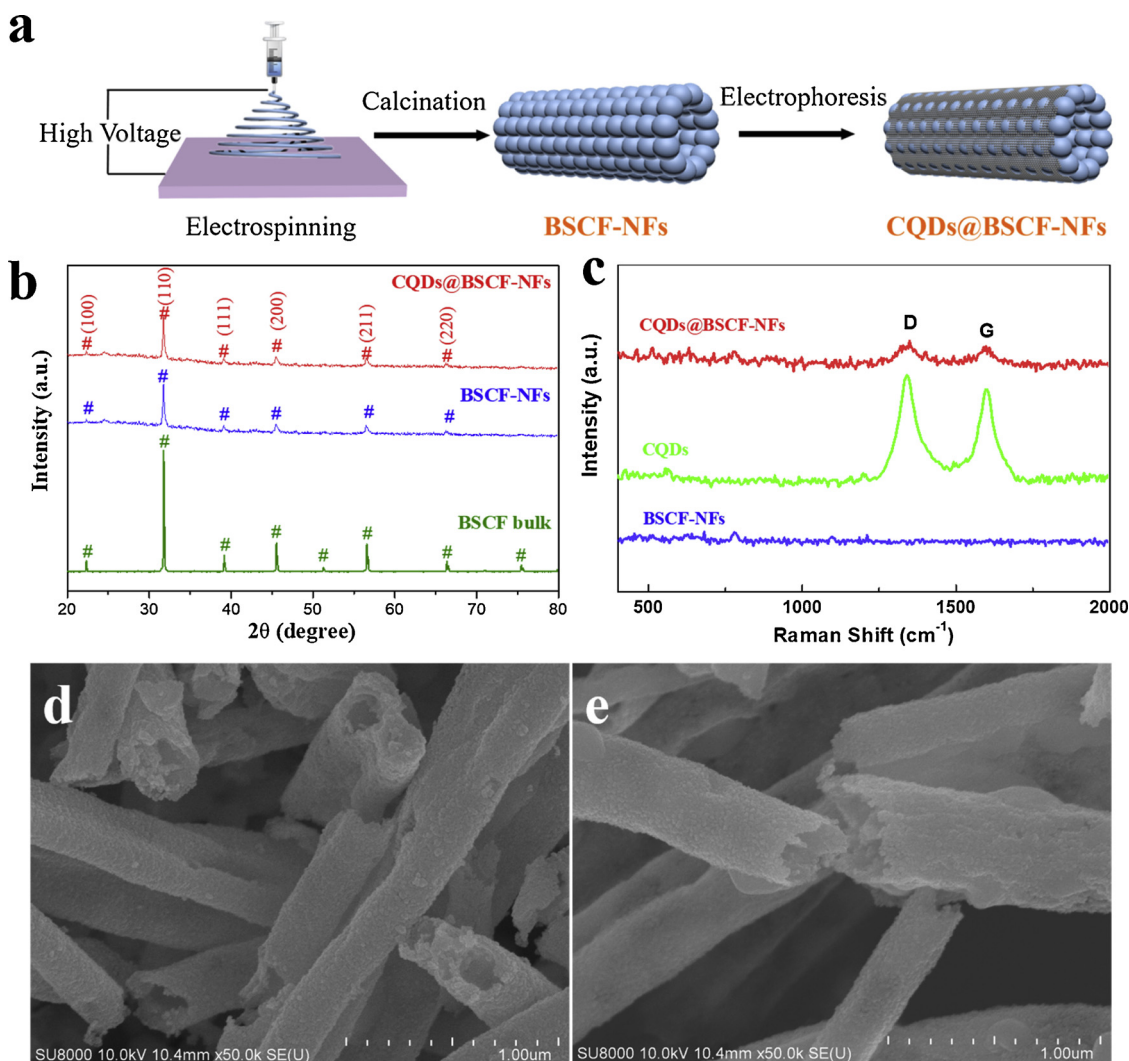 a
High Voltage
Calcination
Electrophoresis
Electrospinning
BSCF-NFs
CQDs@BSCF-NFs
b
CQDs@BSCF-NFs
#(100)
#(110)
#(111)
#(200)
#(211)
#(220)
BSCF-NFs
# # # # # #
BSCF bulk
# # # # # # # #
Intensity (a.u.)
20 30 40 50 60 70 80
2θ (degree)
c
CQDs@BSCF-NFs
D
G
CQDs
BSCF-NFs
Intensity (a.u.)
500 1000 1500 2000
Raman Shift (cm⁻¹)
d
SU8000 10.0kV 10.4mm x50.0k SE(U)
1.00um
e
SU8000 10.0kV 10.4mm x50.0k SE(U)
1.00um